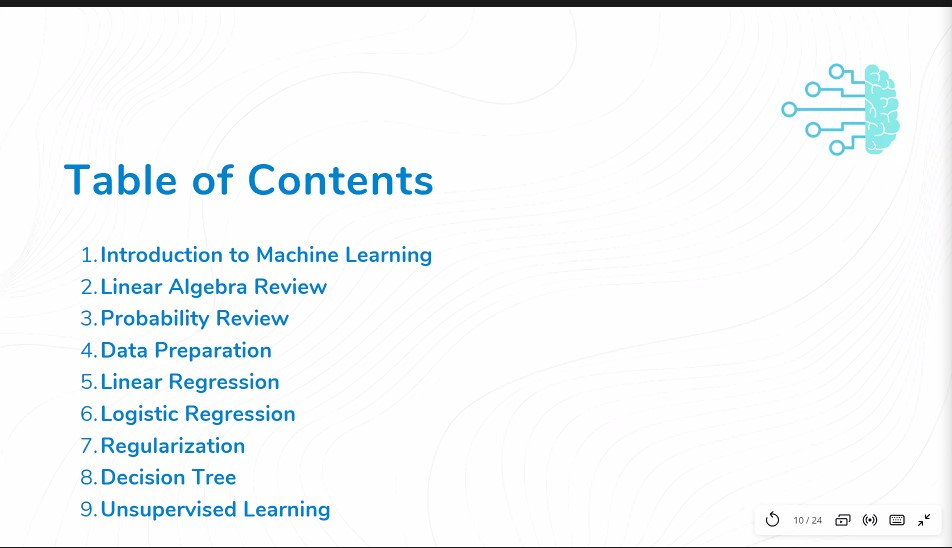 Table of Contents
1. Introduction to Machine Learning
2. Linear Algebra Review
3. Probability Review
4. Data Preparation
5. Linear Regression
6. Logistic Regression
7. Regularization
8. Decision Tree
9. Unsupervised Learning
10 / 24